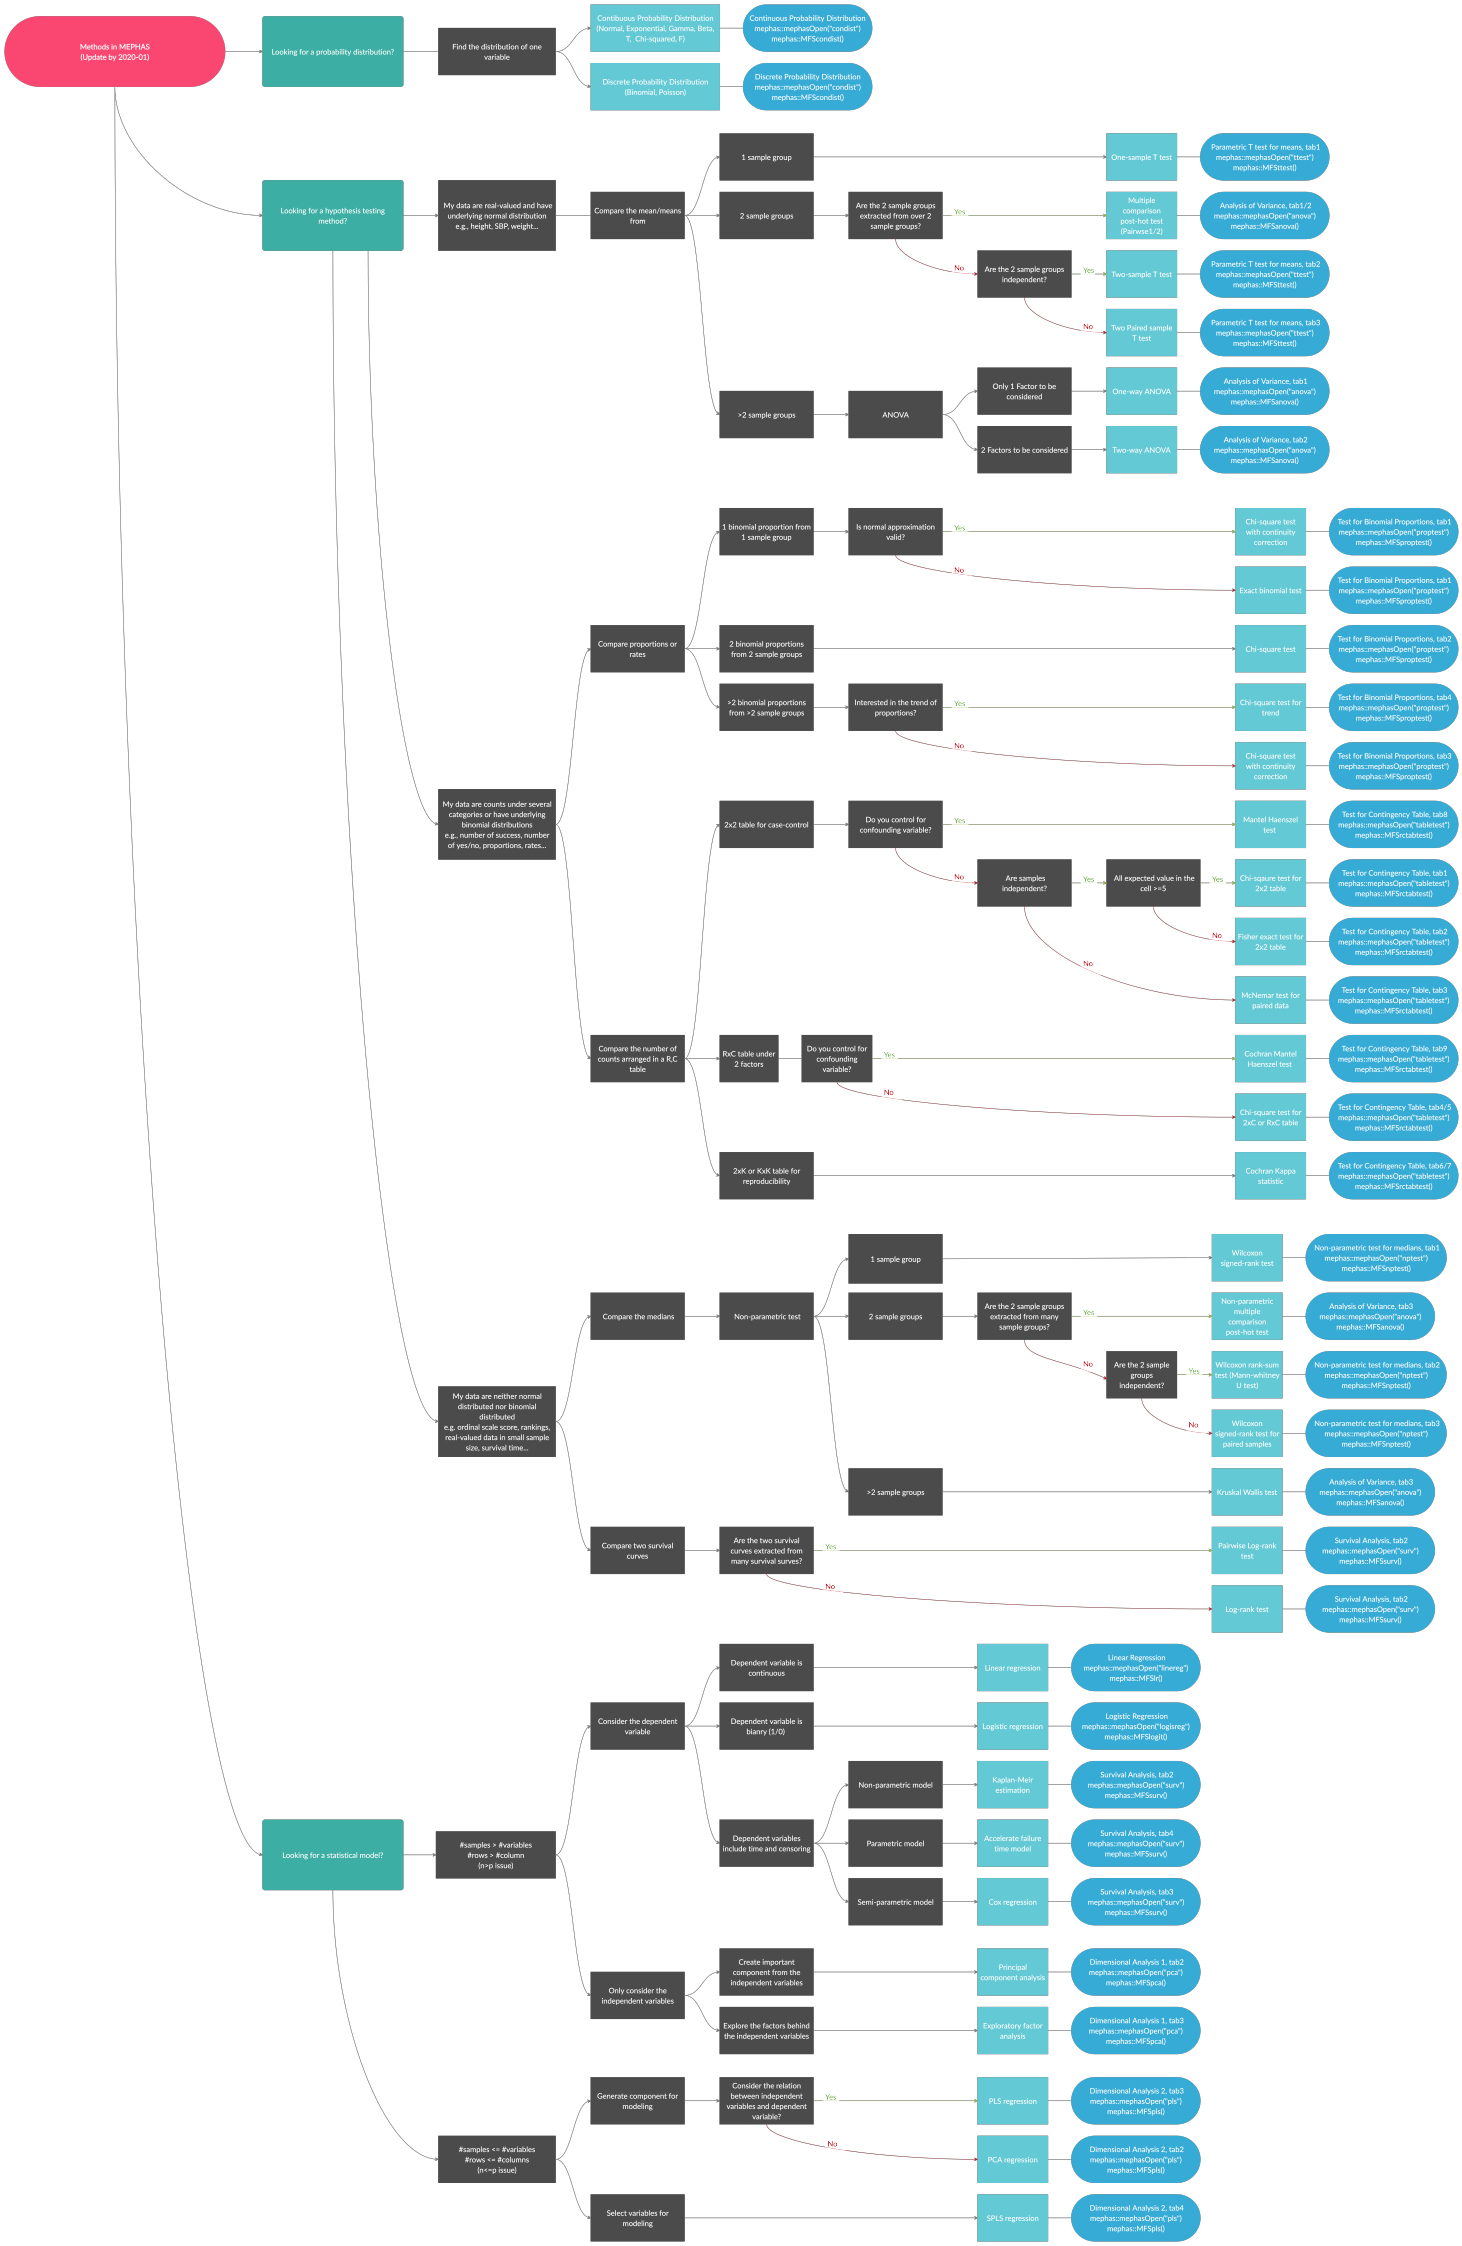 Methods in MEPHAS
(Update by 2020-01)
Looking for a probability distribution?
Find the distribution of one
variable
Contibuous Probability Distribution
(Normal, Exponential, Gamma, Beta,
T, Chi-squared, F)
Continuous Probability Distribution
mephas::mephasOpen("condist")
mephas::MFScondist()
Discrete Probability Distribution
(Binomial, Poisson)
Discrete Probability Distribution
mephas::mephasOpen("condist")
mephas::MFScondist()
Looking for a hypothesis testing
method?
My data are real-valued and have
underlying normal distribution
e.g., height, SBP, weight...
Compare the mean/means
from
1 sample group
One-sample T test
Parametric T test for means, tab1
mephas::mephasOpen("ttest")
mephas::MFSttest()
2 sample groups
Are the 2 sample groups
extracted from over 2
sample groups?
Yes
Multiple
comparison
post-hot test
(Pairwse1/2)
Analysis of Variance, tab1/2
mephas::mephasOpen("anova")
mephas::MFSanova()
No
Are the 2 sample groups
independent?
Yes
Two-sample T test
Parametric T test for means, tab2
mephas::mephasOpen("ttest")
mephas::MFSttest()
No
Two Paired sample
T test
Parametric T test for means, tab3
mephas::mephasOpen("ttest")
mephas::MFSttest()
>2 sample groups
ANOVA
Only 1 Factor to be
considered
One-way ANOVA
Analysis of Variance, tab1
mephas::mephasOpen("anova")
mephas::MFSanova()
2 Factors to be considered
Two-way ANOVA
Analysis of Variance, tab2
mephas::mephasOpen("anova")
mephas::MFSanova()
My data are counts under several
categories or have underlying
binomial distributions
e.g., number of success, number
of yes/no, proportions, rates...
Compare proportions or
rates
1 binomial proportion from
1 sample group
Is normal approximation
valid?
Yes
Chi-square test
with continuity
correction
Test for Binomial Proportions, tab1
mephas::mephasOpen("proptest")
mephas::MFSproptest()
No
Exact binomial test
Test for Binomial Proportions, tab1
mephas::mephasOpen("proptest")
mephas::MFSproptest()
2 binomial proportions
from 2 sample groups
Chi-square test
Test for Binomial Proportions, tab2
mephas::mephasOpen("proptest")
mephas::MFSproptest()
>2 binomial proportions
from >2 sample groups
Interested in the trend of
proportions?
Yes
Chi-square test for
trend
Test for Binomial Proportions, tab4
mephas::mephasOpen("proptest")
mephas::MFSproptest()
No
Chi-square test
with continuity
correction
Test for Binomial Proportions, tab3
mephas::mephasOpen("proptest")
mephas::MFSproptest()
Compare the number of
counts arranged in a R,C
table
2x2 table for case-control
Do you control for
confounding variable?
Yes
Mantel Haenszel
test
Test for Contingency Table, tab8
mephas::mephasOpen("tabletest")
mephas::MFSrctabtest()
No
Are samples
independent?
Yes
All expected value in the
cell >=5
Yes
Chi-sqaure test for
2x2 table
Test for Contingency Table, tab1
mephas::mephasOpen("tabletest")
mephas::MFSrctabtest()
No
Fisher exact test for
2x2 table
Test for Contingency Table, tab2
mephas::mephasOpen("tabletest")
mephas::MFSrctabtest()
No
McNemar test for
paired data
Test for Contingency Table, tab3
mephas::mephasOpen("tabletest")
mephas::MFSrctabtest()
RxC table under
2 factors
Do you control for
confounding
variable?
Yes
Cochran Mantel
Haenszel test
Test for Contingency Table, tab9
mephas::mephasOpen("tabletest")
mephas::MFSrctabtest()
No
Chi-square test for
2xC or RxC table
Test for Contingency Table, tab4/5
mephas::mephasOpen("tabletest")
mephas::MFSrctabtest()
2xK or KxK table for
reproducibility
Cochran Kappa
statistic
Test for Contingency Table, tab6/7
mephas::mephasOpen("tabletest")
mephas::MFSrctabtest()
My data are neither normal
distributed nor binomial
distributed
e.g. ordinal scale score, rankings,
real-valued data in small sample
size, survival time...
Compare the medians
Non-parametric test
1 sample group
Wilcoxon
signed-rank test
Non-parametric test for medians, tab1
mephas::mephasOpen("nptest")
mephas::MFSnptest()
2 sample groups
Are the 2 sample groups
extracted from many
sample groups?
Yes
Non-parametric
multiple
comparison
post-hot test
Analysis of Variance, tab3
mephas::mephasOpen("anova")
mephas::MFSanova()
No
Are the 2 sample
groups
independent?
Yes
Wilcoxon rank-sum
test (Mann-whitney
U test)
Non-parametric test for medians, tab2
mephas::mephasOpen("nptest")
mephas::MFSnptest()
No
Wilcoxon
signed-rank test for
paired samples
Non-parametric test for medians, tab3
mephas::mephasOpen("nptest")
mephas::MFSnptest()
>2 sample groups
Kruskal Wallis test
Analysis of Variance, tab3
mephas::mephasOpen("anova")
mephas::MFSanova()
Compare two survival
curves
Are the two survival
curves extracted from
many survival surves?
Yes
Pairwise Log-rank
test
Survival Analysis, tab2
mephas::mephasOpen("surv")
mephas::MFSsurv()
No
Log-rank test
Survival Analysis, tab2
mephas::mephasOpen("surv")
mephas::MFSsurv()
Looking for a statistical model?
#samples > #variables
#rows > #column
(n>p issue)
Consider the dependent
variable
Dependent variable is
continuous
Linear regression
Linear Regression
mephas::mephasOpen("linereg")
mephas::MFSlr()
Dependent variable is
bianry (1/0)
Logistic regression
Logistic Regression
mephas::mephasOpen("logisreg")
mephas::MFSlogit()
Dependent variables
include time and censoring
Non-parametric model
Kaplan-Meir
estimation
Survival Analysis, tab2
mephas::mephasOpen("surv")
mephas::MFSsurv()
Parametric model
Accelerate failure
time model
Survival Analysis, tab4
mephas::mephasOpen("surv")
mephas::MFSsurv()
Semi-parametric model
Cox regression
Survival Analysis, tab3
mephas::mephasOpen("surv")
mephas::MFSsurv()
Only consider the
independent variables
Create important
component from the
independent variables
Principal
component analysis
Dimensional Analysis 1, tab2
mephas::mephasOpen("pca")
mephas::MFSpca()
Explore the factors behind
the independent variables
Exploratory factor
analysis
Dimensional Analysis 1, tab3
mephas::mephasOpen("pca")
mephas::MFSpca()
#samples <= #variables
#rows <= #columns
(n<=p issue)
Generate component for
modeling
Consider the relation
between independent
variables and dependent
variable?
Yes
PLS regression
Dimensional Analysis 2, tab3
mephas::mephasOpen("pls")
mephas::MFSpls()
No
PCA regression
Dimensional Analysis 2, tab2
mephas::mephasOpen("pls")
mephas::MFSpls()
Select variables for
modeling
SPLS regression
Dimensional Analysis 2, tab4
mephas::mephasOpen("pls")
mephas::MFSpls()